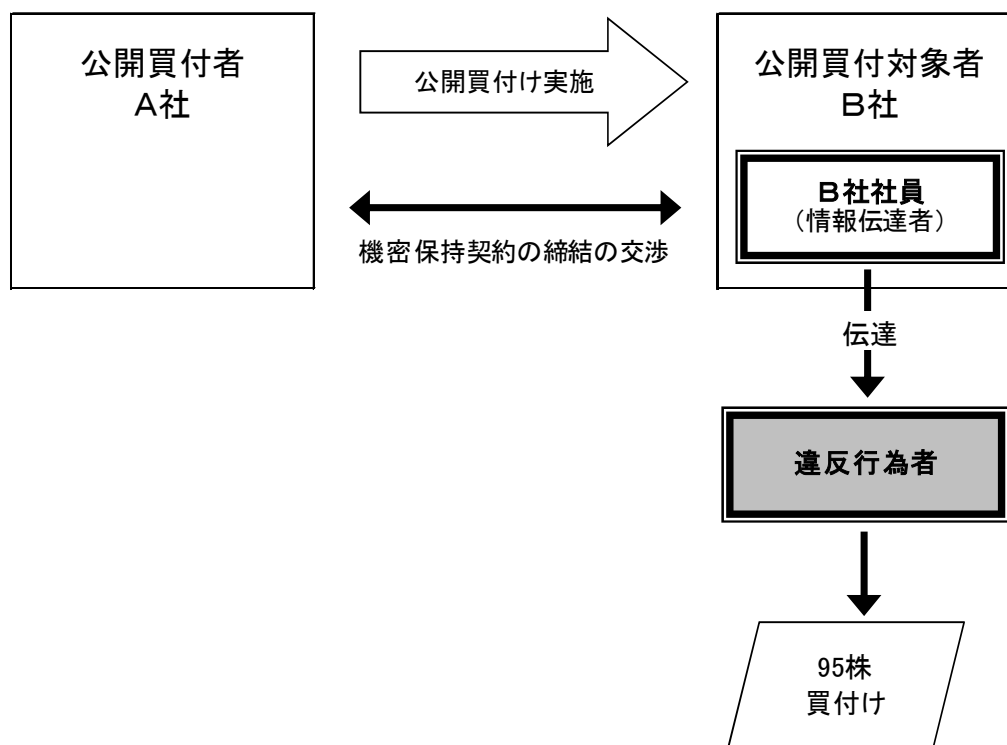 公開買付者
A社
公開買付け実施
公開買付対象者
B社
B社社員
（情報伝達者）
機密保持契約の締結の交渉
伝達
違反行為者
95株
買付け